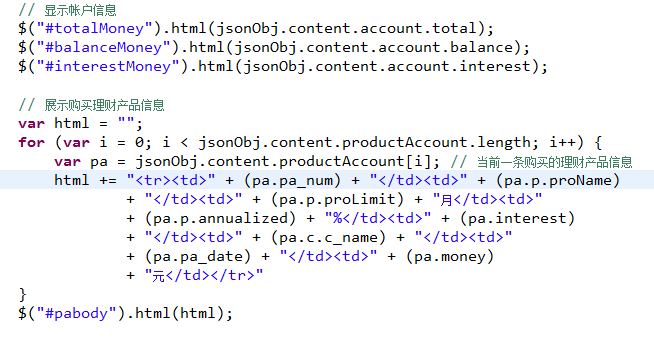 // 显示帐户信息
$("#totalMoney").html(jsonObj.content.account.total);
$("#balanceMoney").html(jsonObj.content.account.balance);
$("#interestMoney").html(jsonObj.content.account.interest);
// 展示购买理财产品信息
var html = "";
for (var i = 0; i < jsonObj.content.productAccount.length; i++) {
var pa = jsonObj.content.productAccount[i]; // 当前一条购买的理财产品信息
html += "<tr><td>" + (pa.pa_num) + "</td><td>" + (pa.p.proName)
+ "</td><td>" + (pa.p.proLimit) + "月</td><td>"
+ (pa.p.annualized) + "%</td><td>" + (pa.interest)
+ "</td><td>" + (pa.c.c_name) + "</td><td>"
+ (pa.pa_date) + "</td><td>" + (pa.money)
+ "元</td></tr>"
}
$("#pabody").html(html);